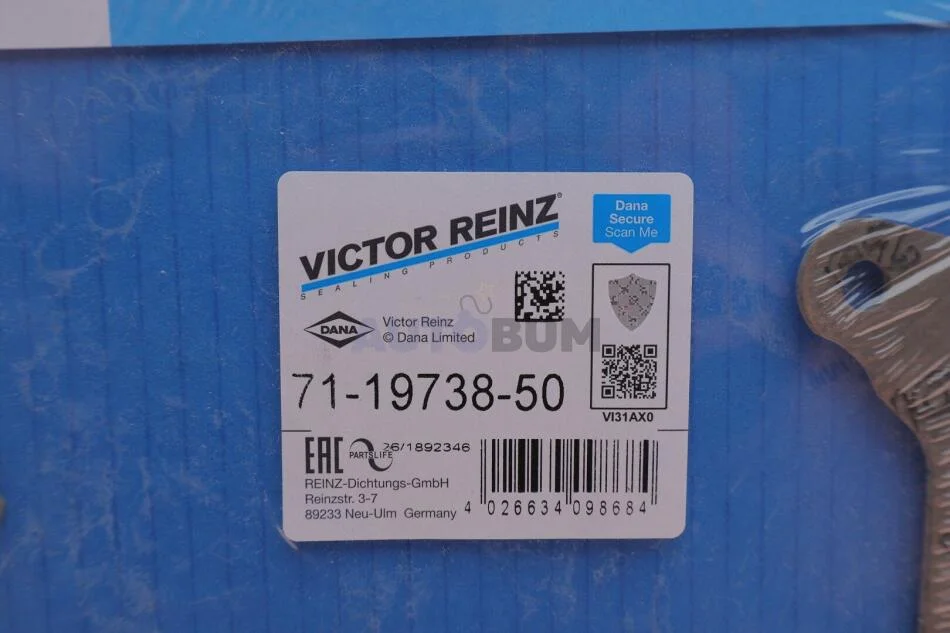 VICTOR REINZ®
SEALING PRODUCTS
Dana
Secure
Scan Me
DANA
Victor Reinz
© Dana Limited
AUTOBUM
71-19738-50
VI31AX0
EAC
PARTSLIFE
26/1892346
REINZ-Dichtungs-GmbH
Reinzstr. 3-7
89233 Neu-Ulm Germany
4 026634 098684